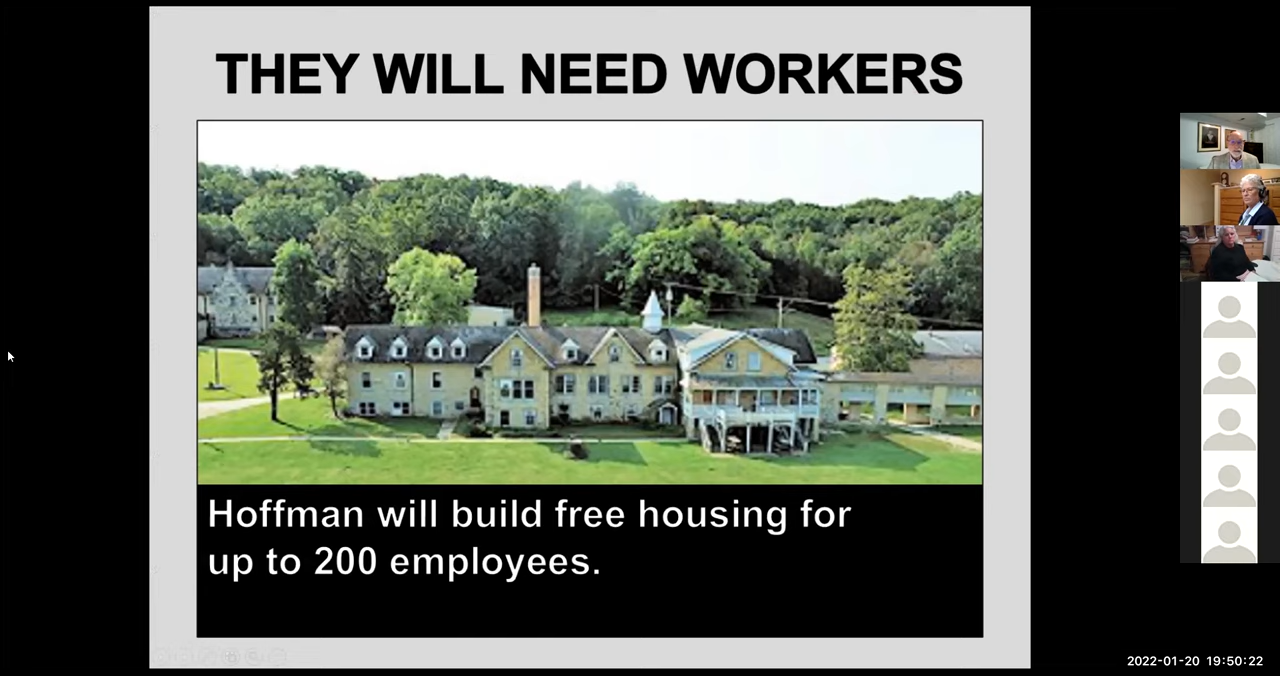 THEY WILL NEED WORKERS
Hoffman will build free housing for
up to 200 employees.
2022-01-20 19:50:22